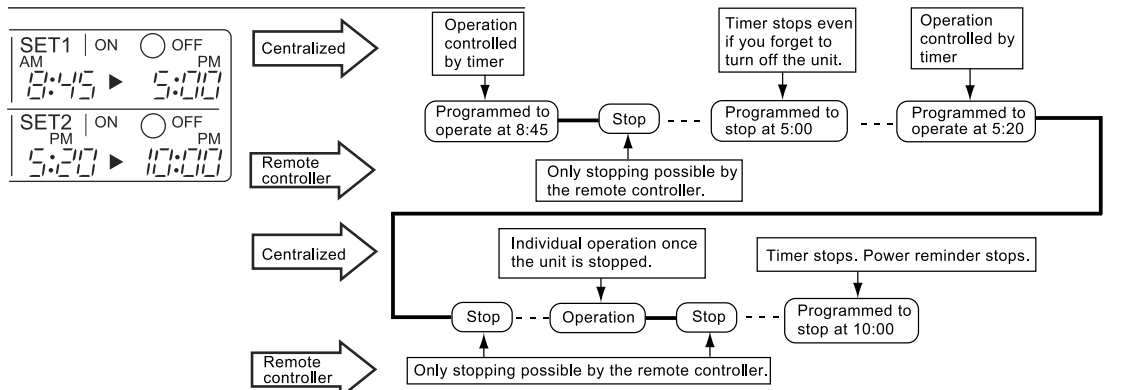 SET1 ON OFF
AM PM
8:45 ▶ 5:00
SET2 ON OFF
PM PM
5:20 ▶ 10:00
Centralized
Operation
controlled
by timer
Timer stops even
if you forget to
turn off the unit.
Operation
controlled by
timer
Programmed to
operate at 8:45
Stop
Programmed to
stop at 5:00
Programmed to
operate at 5:20
Remote
controller
Only stopping possible by
the remote controller.
Centralized
Individual operation once
the unit is stopped.
Timer stops. Power reminder stops.
Stop
Operation
Stop
Programmed to
stop at 10:00
Remote
controller
Only stopping possible by the remote controller.